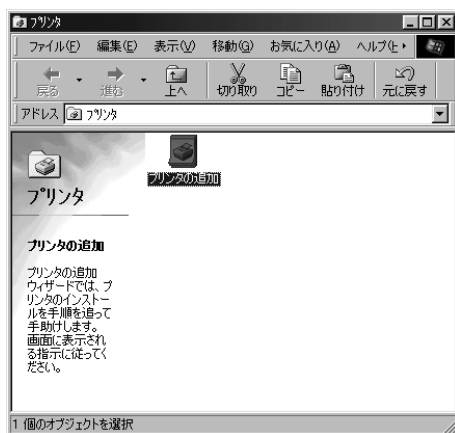 プリンタ
ファイル(F) 編集(E) 表示(V) 移動(G) お気に入り(A) ヘルプ(
戻る 進む 上へ 切り取り コピー 貼り付け 元に戻す
アドレス プリンタ
プリンタの追加
プリンタ
プリンタの追加
プリンタの追加
ウィザードでは、プ
リンタのインストー
ルを手順を追って
手助けします。
画面に表示され
る指示に従ってく
ださい。
1 個のオブジェクトを選択